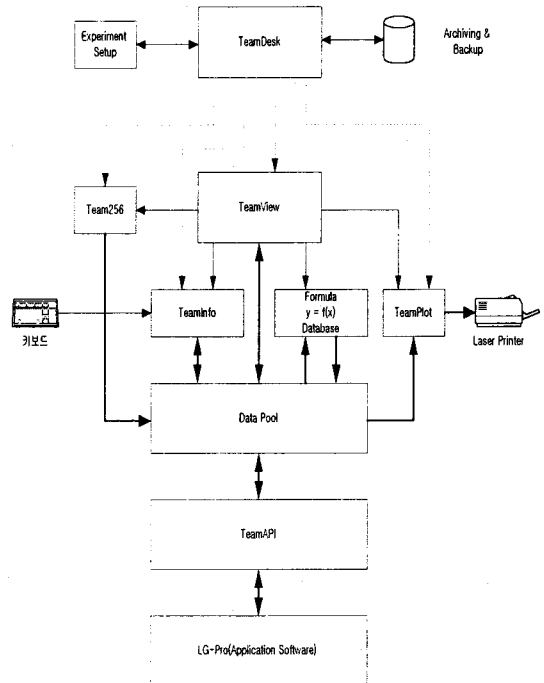 Experiment
Setup
TeamDesk
Archiving &
Backup
Team256
TeamView
키보드
TeamInfo
Formula
y = f(x)
Database
TeamPlot
Laser Printer
Data Pool
TeamAPI
LG-Pro(Application Software)